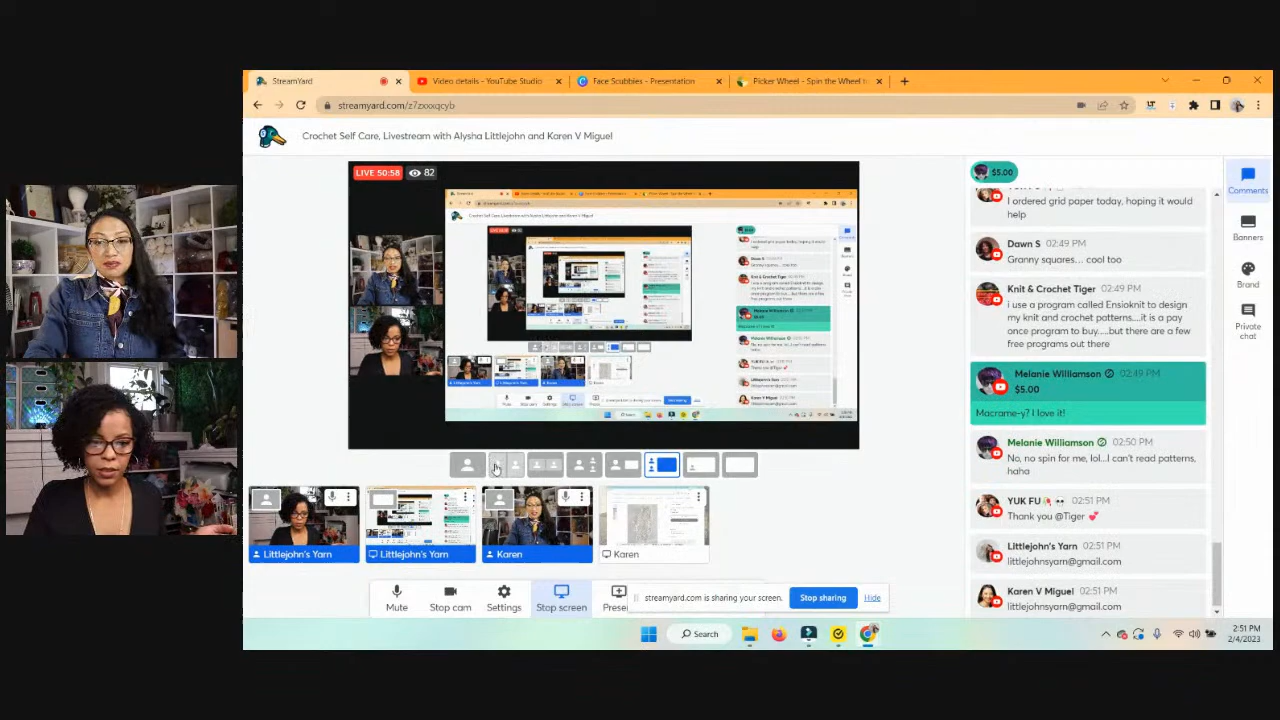 StreamYard
Video details - YouTube Studio
Face Scubbies - Presentation
Picker Wheel - Spin the Wheel
streamyard.com/z7zxxxqcyb
Crochet Self Care, Livestream with Alysha Littlejohn and Karen V Miguel
LIVE 50:58
82
$5.00
I ordered grid paper today, hoping it would
help
Dawn S 02:49 PM
Granny squares... cool too
Knit & Crochet Tiger 02:49 PM
i use a program called Ensioknit to design
my knit and crochet patterns....it is a pay
once program to buy.....but there are a few
free programs out there
Melanie Williamson 02:49 PM
$5.00
Macrame-y? I love it!
Melanie Williamson 02:50 PM
No, no spin for me, lol...I can't read patterns,
haha
YUK FU 02:51 PM
Thank you @Tiger 💕
Littlejohn's Yarn 02:51 PM
littlejohnsyarn@gmail.com
Karen V Miguel 02:51 PM
littlejohnsyarn@gmail.com
Comments
Banners
Brand
Private
chat
Littlejohn's Yarn
Littlejohn's Yarn
Karen
Karen
Mute
Stop cam
Settings
Stop screen
streamyard.com is sharing your screen.
Stop sharing
Hide
Search
2:51 PM
2/4/2023